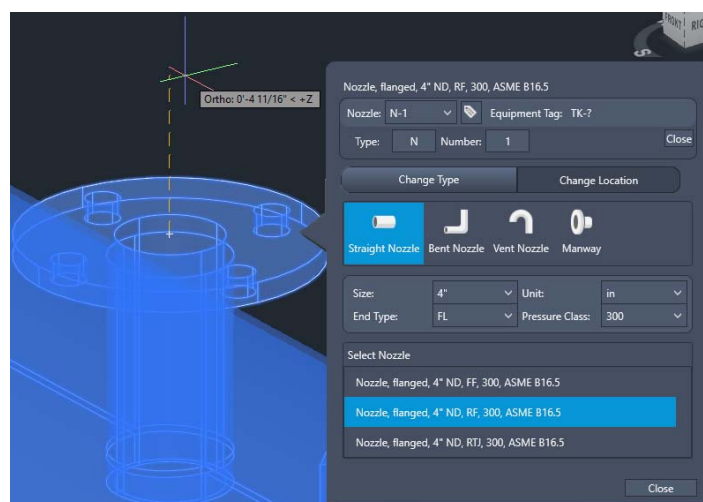 FRONT
RIG
S
Ortho: 0'-4 11/16" < +Z
Nozzle, flanged, 4" ND, RF, 300, ASME B16.5
Nozzle: N-1 Equipment Tag: TK-?
Type: N Number: 1 Close
Change Type Change Location
Straight Nozzle Bent Nozzle Vent Nozzle Manway
Size: 4" Unit: in
End Type: FL Pressure Class: 300
Select Nozzle
Nozzle, flanged, 4" ND, FF, 300, ASME B16.5
Nozzle, flanged, 4" ND, RF, 300, ASME B16.5
Nozzle, flanged, 4" ND, RTJ, 300, ASME B16.5
Close